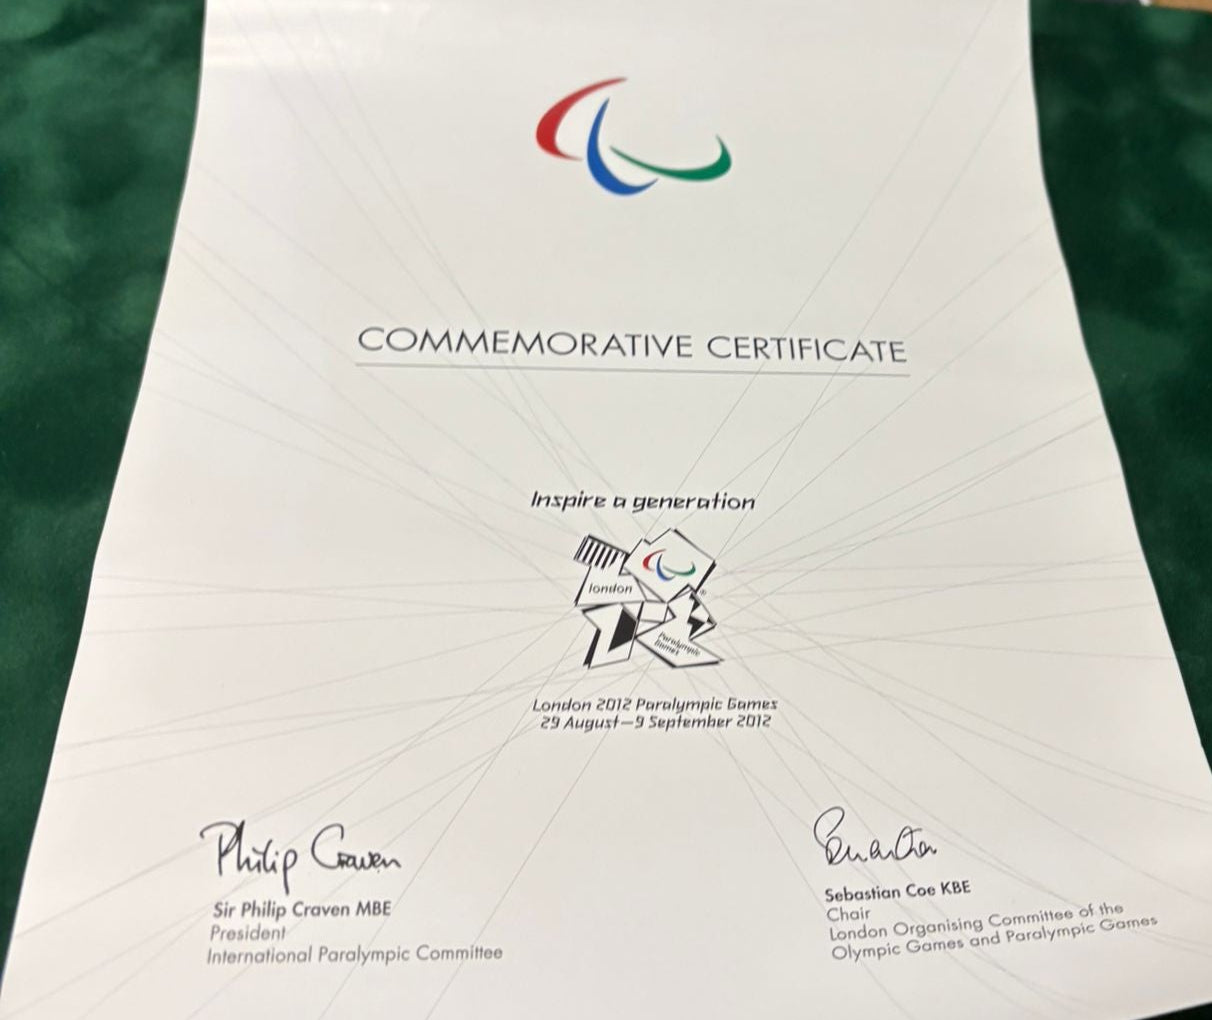 COMMEMORATIVE CERTIFICATE
Inspire a generation
london
Paralympic
Games
London 2012 Paralympic Games
29 August–9 September 2012
Philip Craven
Sir Philip Craven MBE
President
International Paralympic Committee
Sebastian Coe KBE
Chair
London Organising Committee of the
Olympic Games and Paralympic Games